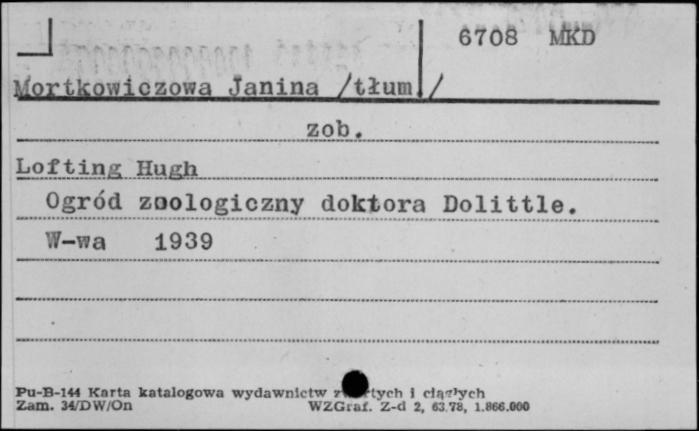 6708 MKD
Mortkowiczowa Janina /tłum./
zob.
Lofting Hugh
Ogród zoologiczny doktora Dolittle.
W-wa 1939
Pu-B-144 Karta katalogowa wydawnictw i ciągłych
Zam. 34/DW/On WZGraf. Z-d 2, 63.78, 1.866.000